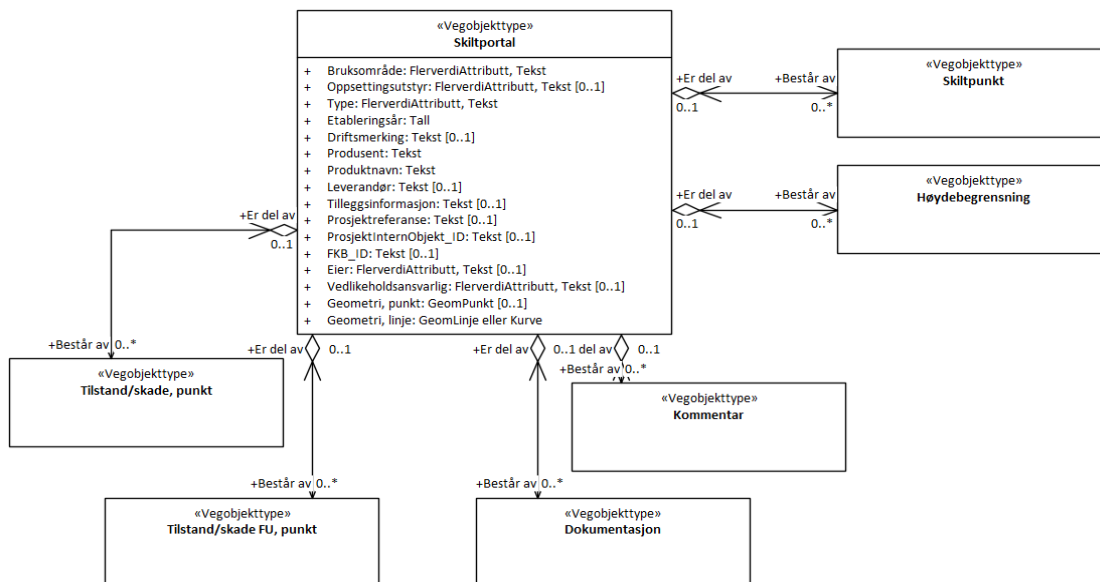 «Vegobjekttype»
Skiltportal
+ Bruksområde: FlerverdiAttributt, Tekst
+ Oppsettingsutstyr: FlerverdiAttributt, Tekst [0..1]
+ Type: FlerverdiAttributt, Tekst
+ Etableringsår: Tall
+ Driftsmerking: Tekst [0..1]
+ Produsent: Tekst
+ Produktnavn: Tekst
+ Leverandør: Tekst [0..1]
+ Tilleggsinformasjon: Tekst [0..1]
+ Prosjektreferanse: Tekst [0..1]
+ ProsjektInternObjekt_ID: Tekst [0..1]
+ FKB_ID: Tekst [0..1]
+ Eier: FlerverdiAttributt, Tekst [0..1]
+ Vedlikeholdsansvarlig: FlerverdiAttributt, Tekst [0..1]
+ Geometri, punkt: GeomPunkt [0..1]
+ Geometri, linje: GeomLinje eller Kurve
+Er del av
0..1
+Består av
0..*
«Vegobjekttype»
Skiltpunkt
+Er del av
0..1
+Består av
0..*
«Vegobjekttype»
Høydebegrensning
+Er del av
0..1
+Består av 0..*
«Vegobjekttype»
Tilstand/skade, punkt
+Er del av 0..1
+Består av 0..*
«Vegobjekttype»
Tilstand/skade FU, punkt
+Er del av 0..1
+Består av 0..*
«Vegobjekttype»
Dokumentasjon
del av 0..1
+Består av 0..*
«Vegobjekttype»
Kommentar